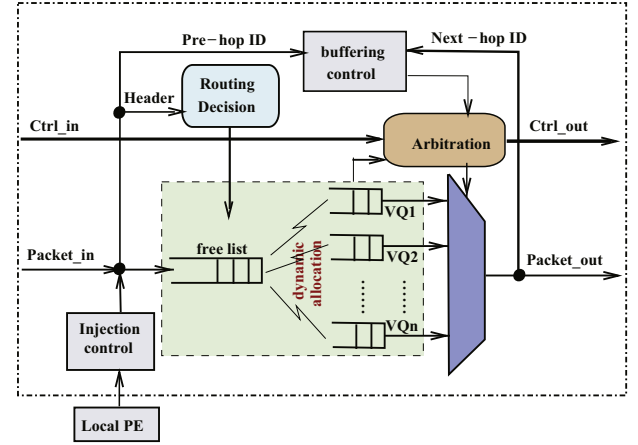 Pre−hop ID
Next −hop ID
buffering
control
Header
Routing
Decision
Ctrl_in
Arbitration
Ctrl_out
VQ1
free list
VQ2
dynamic
allocation
Packet_in
Packet_out
VQn
Injection
control
Local PE